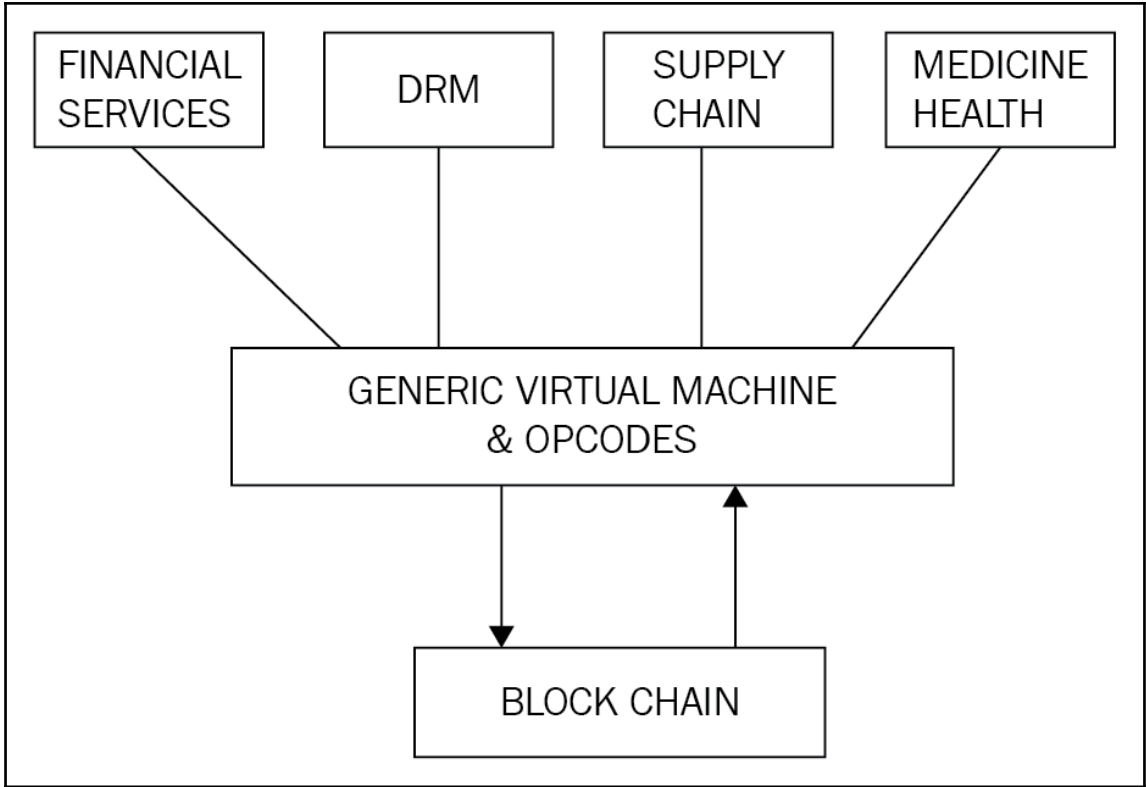 FINANCIAL
SERVICES
DRM
SUPPLY
CHAIN
MEDICINE
HEALTH
GENERIC VIRTUAL MACHINE
& OPCODES
BLOCK CHAIN